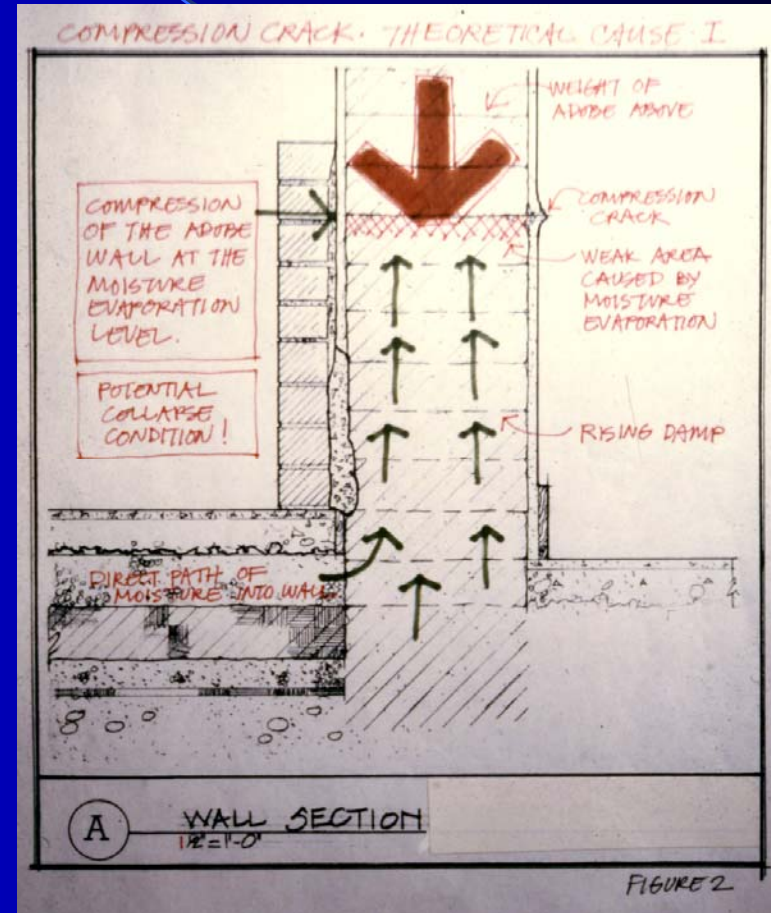 COMPRESSION CRACK. THEORETICAL CAUSE I
WEIGHT OF
ADOBE ABOVE
COMPRESSION
OF THE ADOBE
WALL AT THE
MOISTURE
EVAPORATION
LEVEL.
COMPRESSION
CRACK
WEAK AREA
CAUSED BY
MOISTURE
EVAPORATION
POTENTIAL
COLLAPSE
CONDITION!
RISING DAMP
DIRECT PATH OF
MOISTURE INTO WALL
A
WALL SECTION
=1'-0"
FIGURE 2